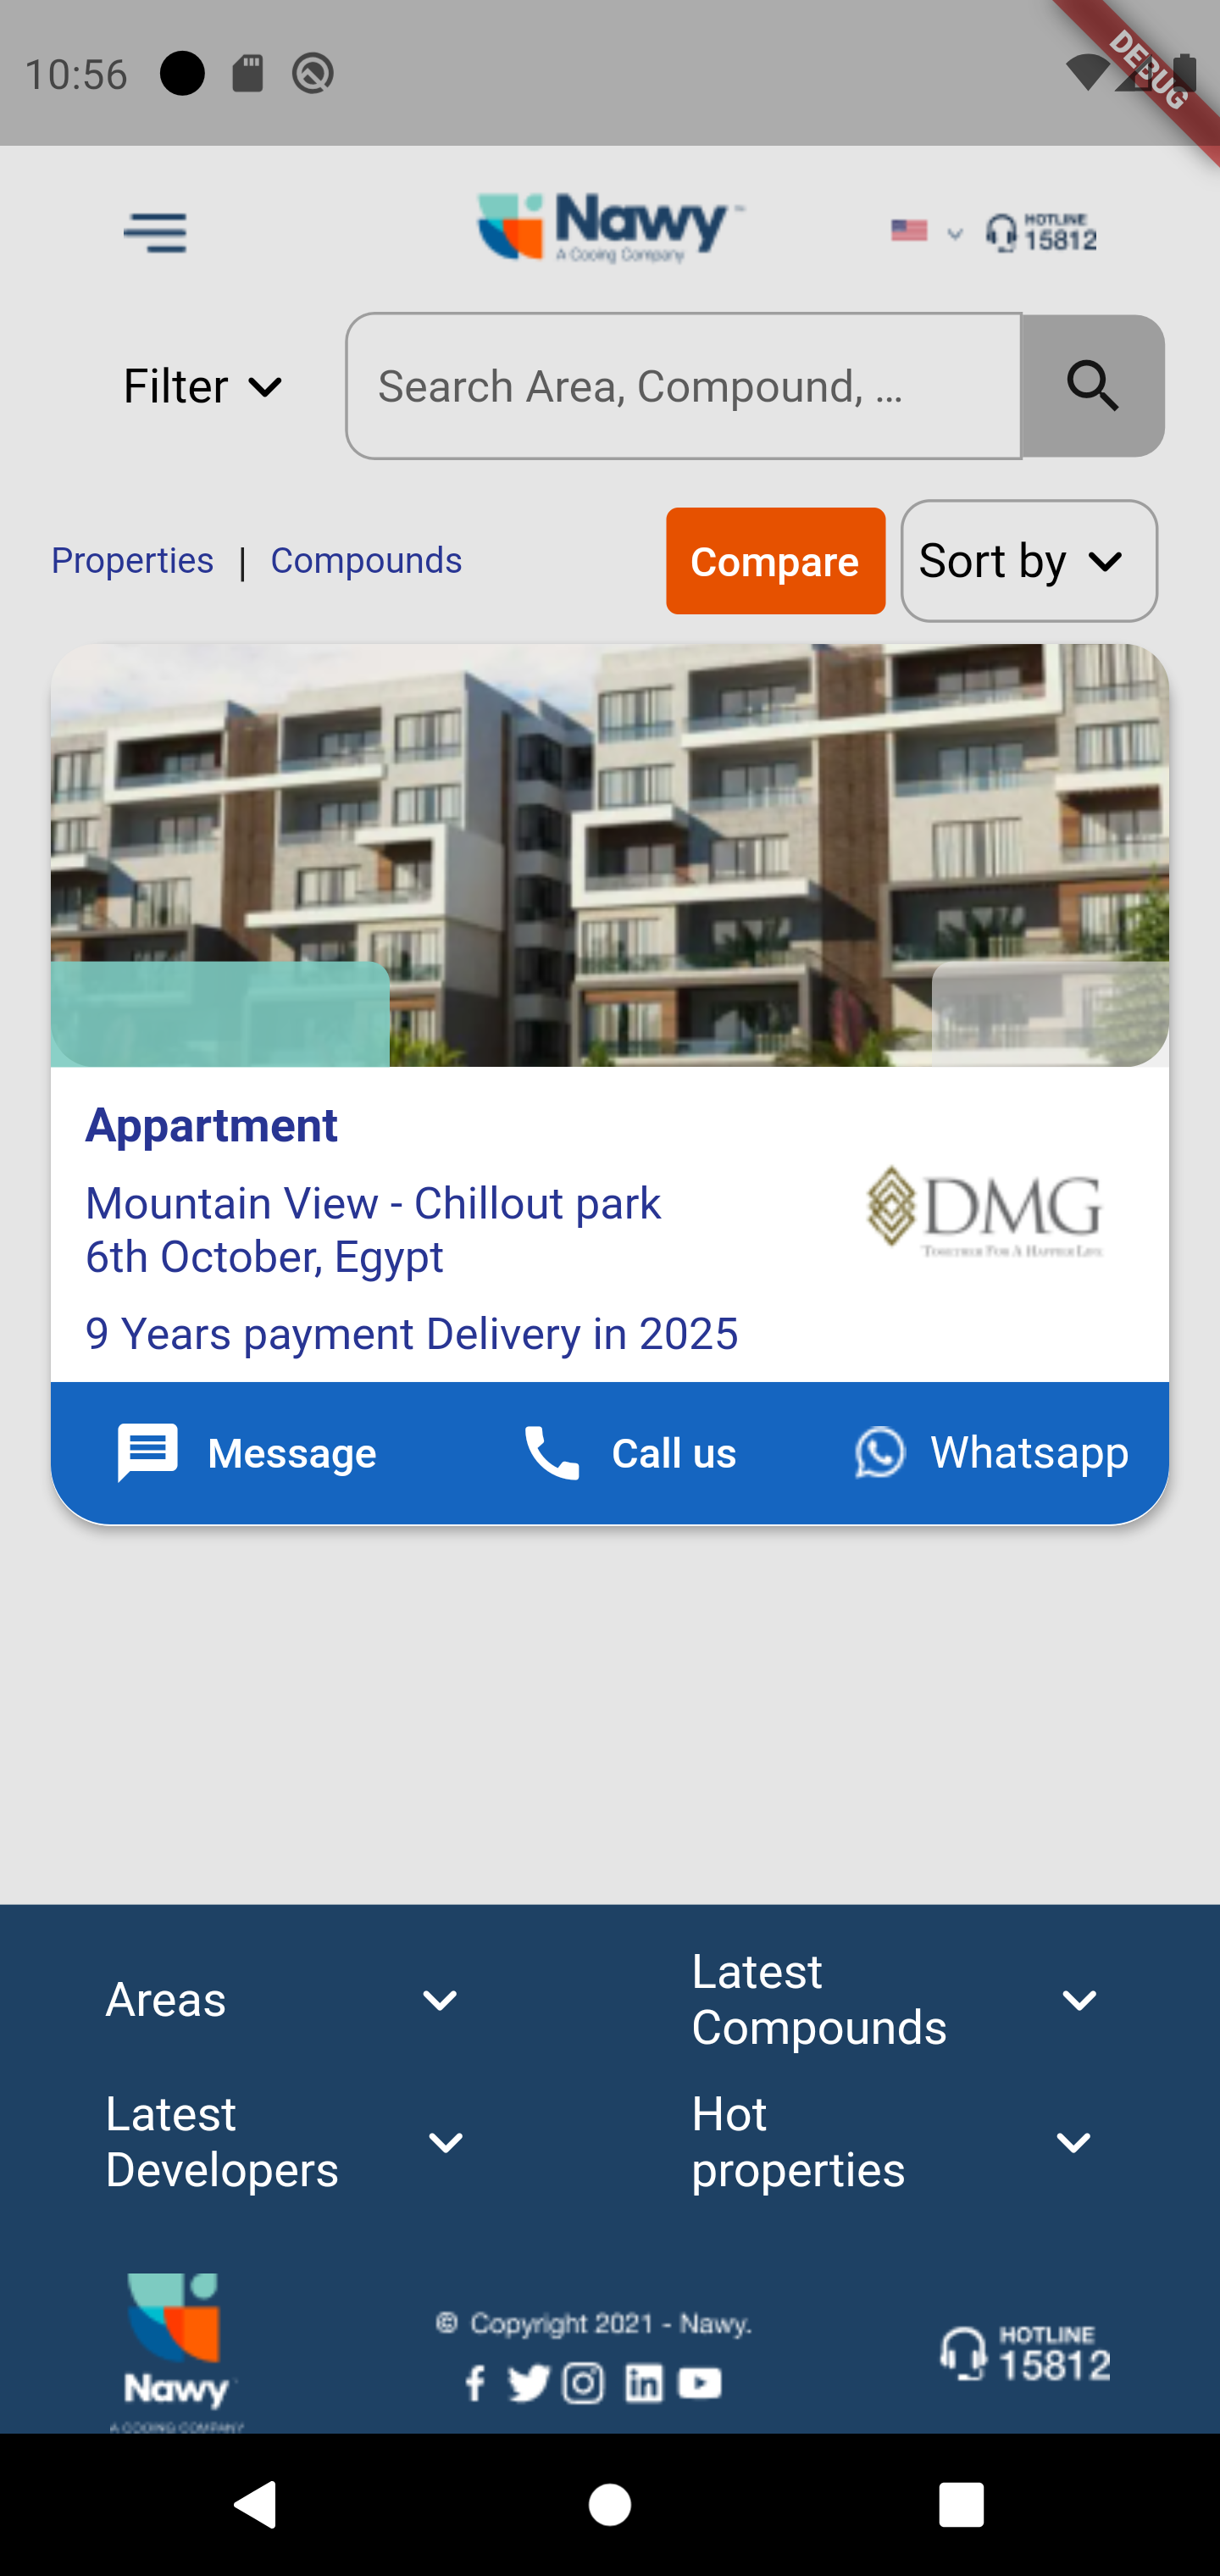 10:56
DEBUG
Nawy
A Cooing Company
HOTLINE
15812
Filter
Search Area, Compound, ...
Properties | Compounds
Compare
Sort by
Appartment
Mountain View - Chillout park
6th October, Egypt
DMG
TOGETHER FOR A HAPPIER LIFE
9 Years payment Delivery in 2025
Message
Call us
Whatsapp
Areas
Latest
Compounds
Latest
Developers
Hot
properties
Nawy
A COOING COMPANY
© Copyright 2021 - Nawy.
HOTLINE
15812